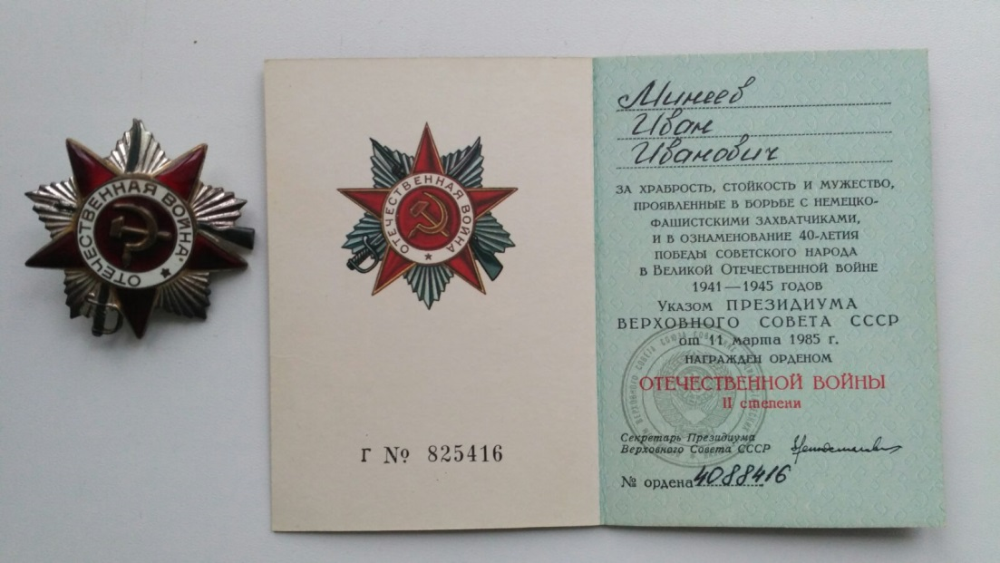 ОТЕЧЕСТВЕННАЯ ВОЙНА
ОТЕЧЕСТВЕННАЯ ВОЙНА
Г № 825416
Минеев
Иван
Иванович
ЗА ХРАБРОСТЬ, СТОЙКОСТЬ И МУЖЕСТВО,
ПРОЯВЛЕННЫЕ В БОРЬБЕ С НЕМЕЦКО-
ФАШИСТСКИМИ ЗАХВАТЧИКАМИ,
И В ОЗНАМЕНОВАНИЕ 40-ЛЕТИЯ
ПОБЕДЫ СОВЕТСКОГО НАРОДА
В ВЕЛИКОЙ ОТЕЧЕСТВЕННОЙ ВОЙНЕ
1941—1945 ГОДОВ
УКАЗОМ ПРЕЗИДИУМА
ВЕРХОВНОГО СОВЕТА СССР
от 11 марта 1985 г.
НАГРАЖДЕН ОРДЕНОМ
ОТЕЧЕСТВЕННОЙ ВОЙНЫ
II степени
Секретарь Президиума
Верховного Совета СССР
№ ордена 4088416